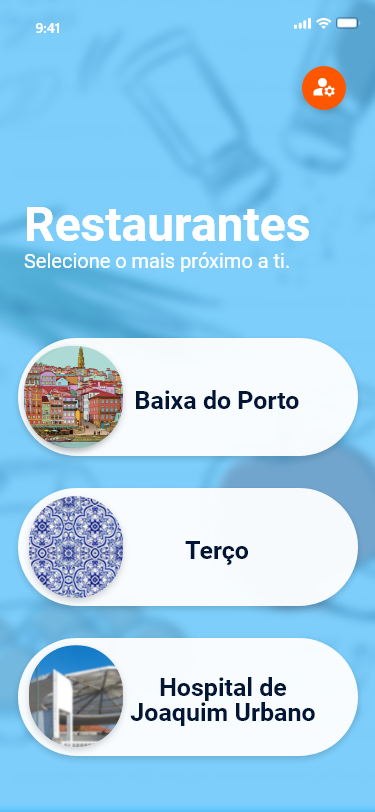 9:41
Restaurantes
Selecione o mais próximo a ti.
Baixa do Porto
Terço
Hospital de
Joaquim Urbano